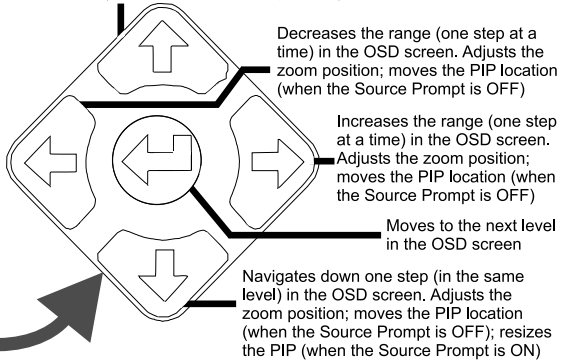 Decreases the range (one step at a
time) in the OSD screen. Adjusts the
zoom position; moves the PIP location
(when the Source Prompt is OFF)
Increases the range (one step
at a time) in the OSD screen.
Adjusts the zoom position;
moves the PIP location (when
the Source Prompt is OFF)
Moves to the next level
in the OSD screen
Navigates down one step (in the same
level) in the OSD screen. Adjusts the
zoom position; moves the PIP location
(when the Source Prompt is OFF); resizes
the PIP (when the Source Prompt is ON)